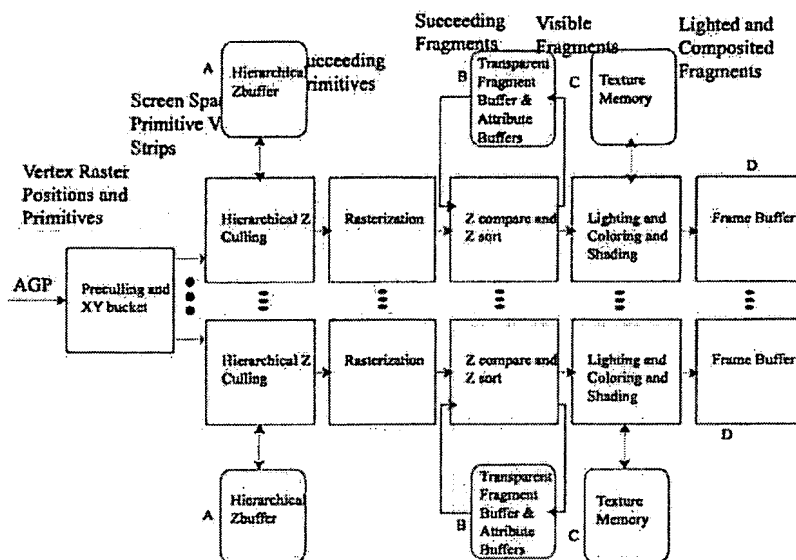 Succeeding
Fragments
Visible
Fragments
Lighted and
Composited
Fragments
A
Hierarchical
Zbuffer
Succeeding
Primitives
B
Transparent
Fragment
Buffer &
Attribute
Buffers
C
Texture
Memory
Screen
Primitive
Strips
Vertex Raster
Positions and
Primitives
D
AGP
Preculling and
XY bucket
Hierarchical Z
Culling
Rasterization
Z compare and
Z sort
Lighting and
Coloring and
Shading
Frame Buffer
Hierarchical Z
Culling
Rasterization
Z compare and
Z sort
Lighting and
Coloring and
Shading
Frame Buffer
D
A
Hierarchical
Zbuffer
B
Transparent
Fragment
Buffer &
Attribute
Buffers
C
Texture
Memory